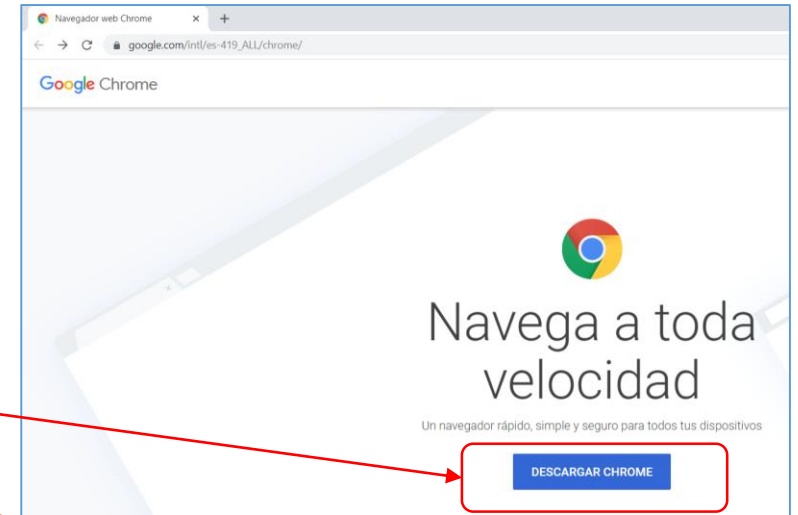 Navegador web Chrome
google.com/intl/es-419_ALL/chrome/
Google Chrome
Navega a toda
velocidad
Un navegador rápido, simple y seguro para todos tus dispositivos
DESCARGAR CHROME